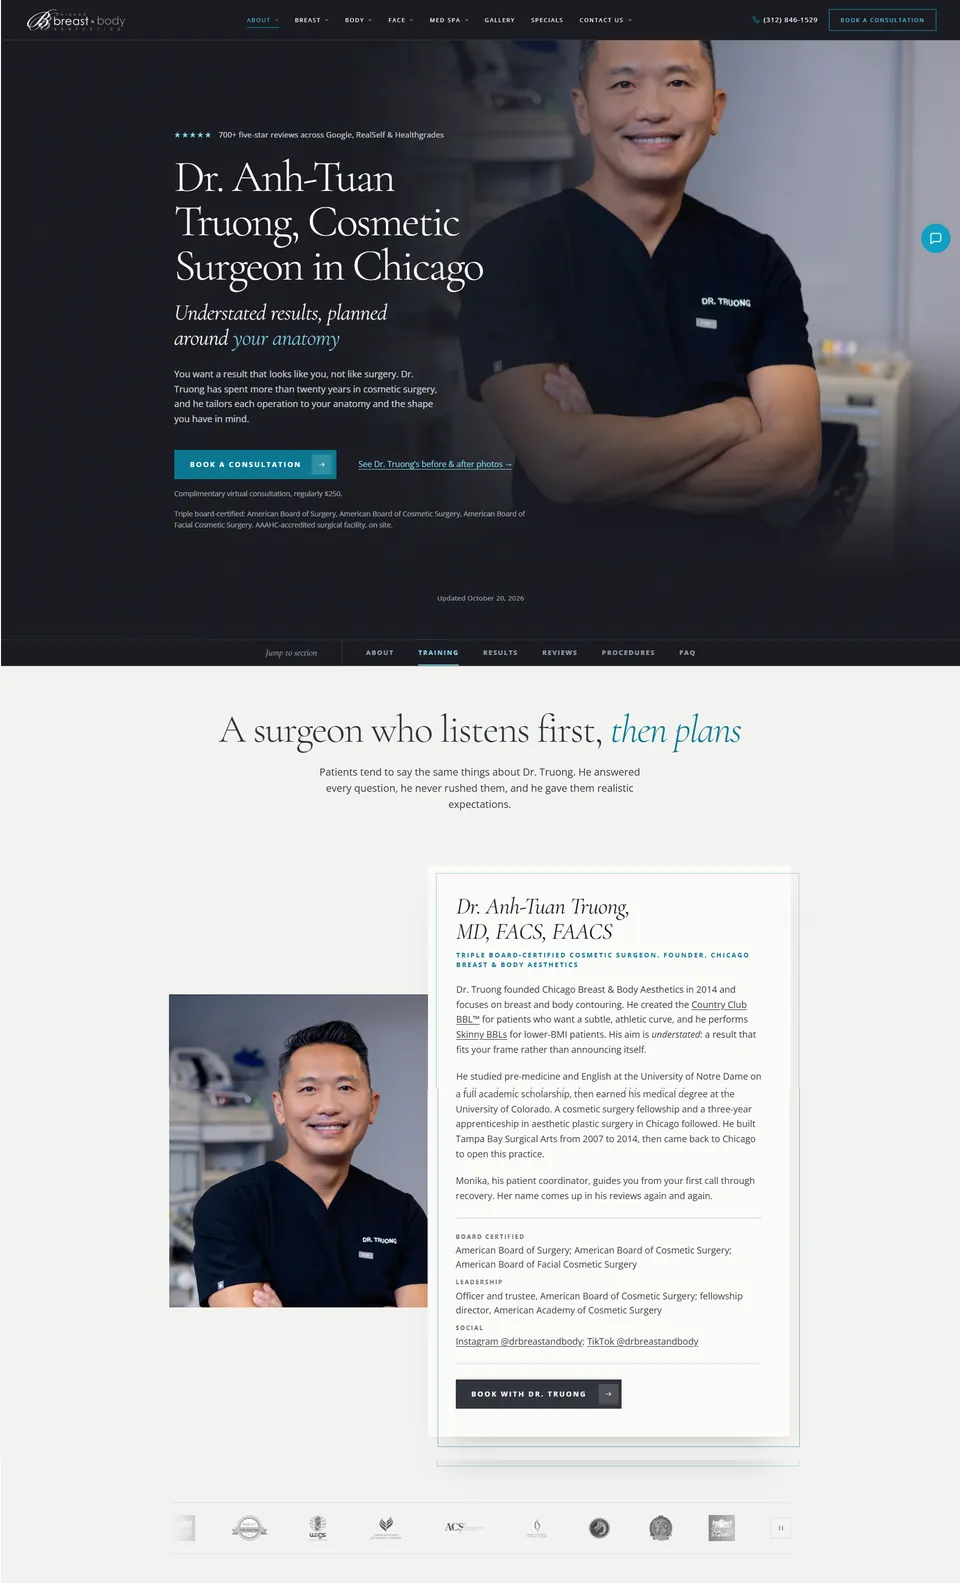 breast & body
AESTHETICS
ABOUT
BREAST
BODY
FACE
MED SPA
GALLERY
SPECIALS
CONTACT US
(312) 846-1529
BOOK A CONSULTATION
★★★★★ 700+ five-star reviews across Google, RealSelf & Healthgrades
Dr. Anh-Tuan
Truong, Cosmetic
Surgeon in Chicago
Understated results, planned
around your anatomy
You want a result that looks like you, not like surgery. Dr.
Truong has spent more than twenty years in cosmetic surgery,
and he tailors each operation to your anatomy and the shape
you have in mind.
BOOK A CONSULTATION →
See Dr. Truong's before & after photos →
Complimentary virtual consultation, regularly $250.
Triple board-certified: American Board of Surgery, American Board of Cosmetic Surgery, American Board of
Facial Cosmetic Surgery. AAAHC-accredited surgical facility, on site.
DR. TRUONG
Updated October 20, 2026
Jump to section
ABOUT
TRAINING
RESULTS
REVIEWS
PROCEDURES
FAQ
A surgeon who listens first, then plans
Patients tend to say the same things about Dr. Truong. He answered
every question, he never rushed them, and he gave them realistic
expectations.
Dr. Anh-Tuan Truong,
MD, FACS, FAACS
TRIPLE BOARD-CERTIFIED COSMETIC SURGEON. FOUNDER, CHICAGO
BREAST & BODY AESTHETICS
Dr. Truong founded Chicago Breast & Body Aesthetics in 2014 and
focuses on breast and body contouring. He created the Country Club
BBL™ for patients who want a subtle, athletic curve, and he performs
Skinny BBLs for lower-BMI patients. His aim is understated: a result that
fits your frame rather than announcing itself.
He studied pre-medicine and English at the University of Notre Dame on
a full academic scholarship, then earned his medical degree at the
University of Colorado. A cosmetic surgery fellowship and a three-year
apprenticeship in aesthetic plastic surgery in Chicago followed. He built
Tampa Bay Surgical Arts from 2007 to 2014, then came back to Chicago
to open this practice.
Monika, his patient coordinator, guides you from your first call through
recovery. Her name comes up in his reviews again and again.
DR. TRUONG
BOARD CERTIFIED
American Board of Surgery; American Board of Cosmetic Surgery;
American Board of Facial Cosmetic Surgery
LEADERSHIP
Officer and trustee, American Board of Cosmetic Surgery; fellowship
director, American Academy of Cosmetic Surgery
SOCIAL
Instagram @drbreastandbody; TikTok @drbreastandbody
BOOK WITH DR. TRUONG →
ACS